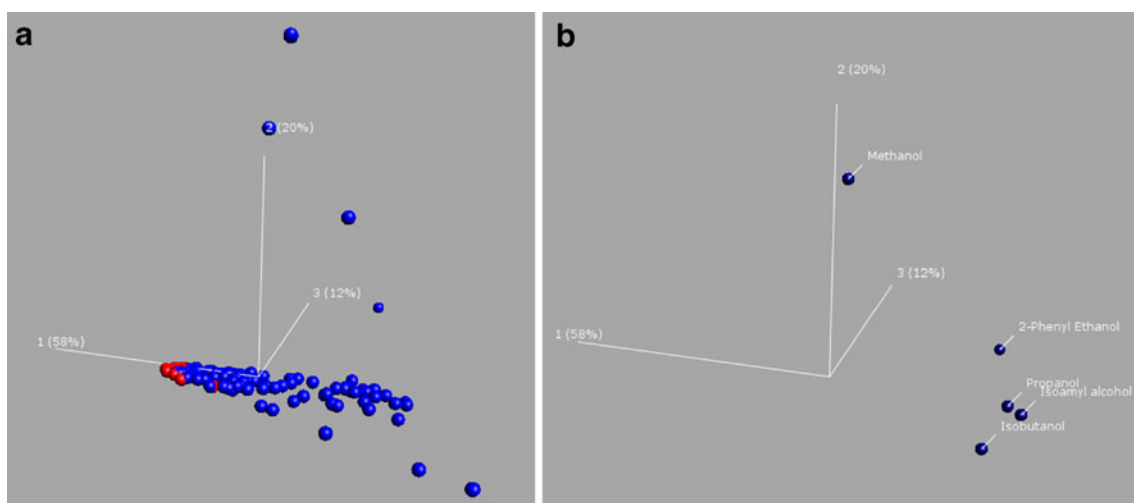 a
2 (20%)
3 (12%)
1 (58%)
b
2 (20%)
Methanol
3 (12%)
1 (58%)
2-Phenyl Ethanol
Propanol
Isoamyl alcohol
Isobutanol